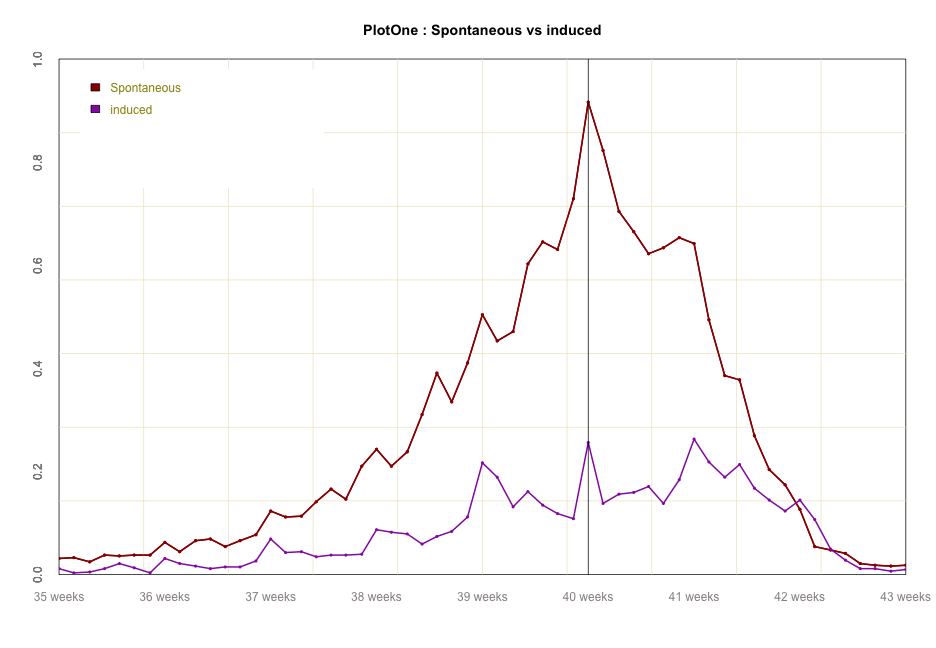 PlotOne : Spontaneous vs induced
Spontaneous
induced
1.0
0.8
0.6
0.4
0.2
0.0
35 weeks 36 weeks 37 weeks 38 weeks 39 weeks 40 weeks 41 weeks 42 weeks 43 weeks